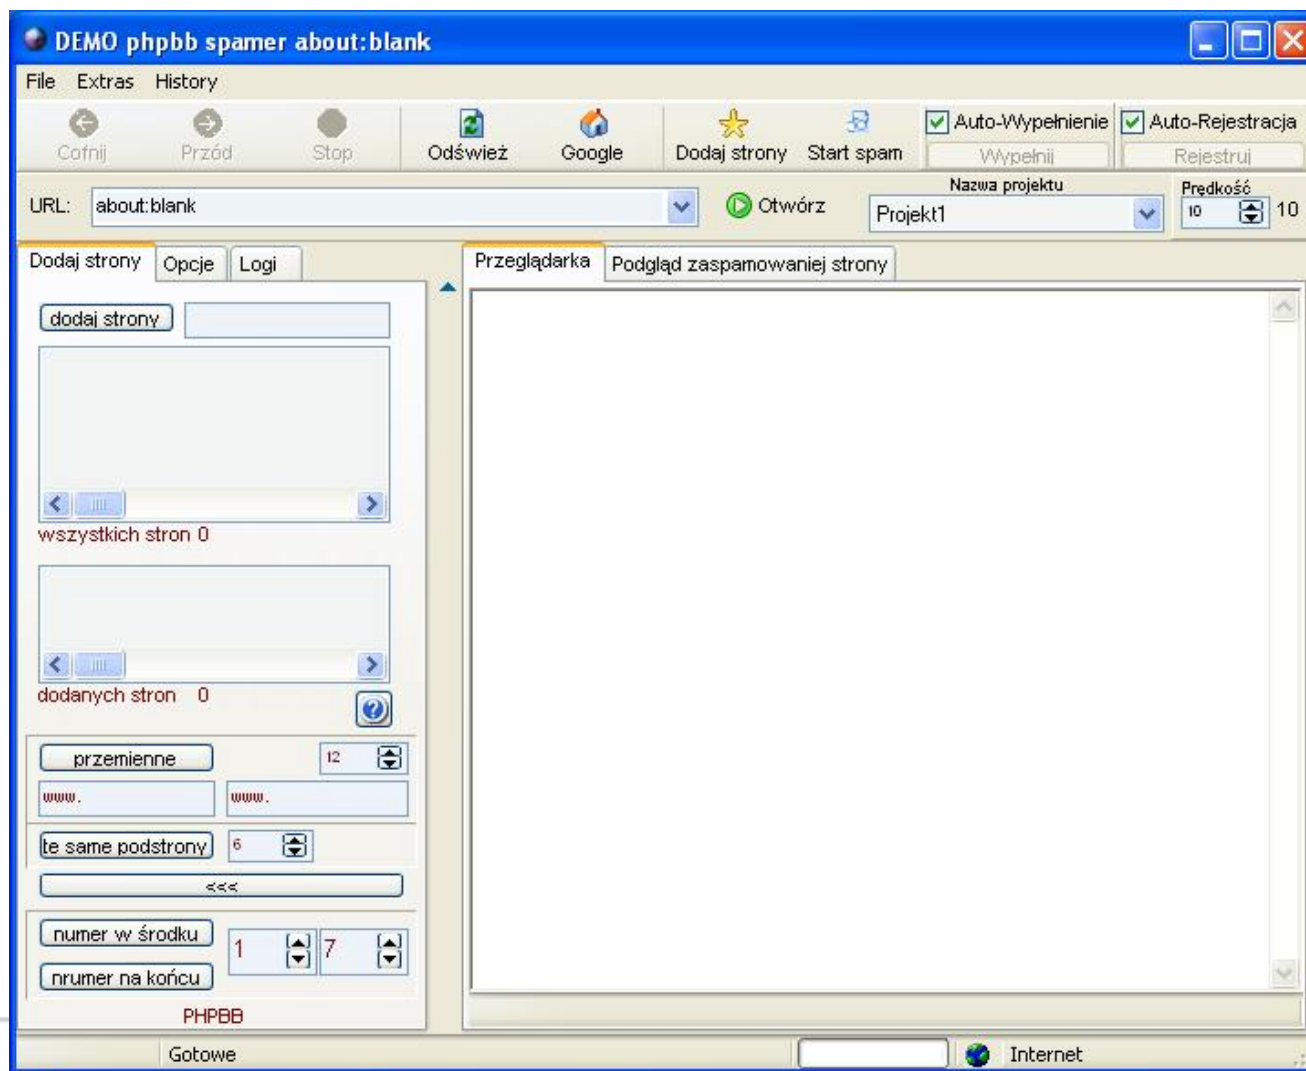 DEMO phpbb spamer about:blank
File Extras History
Cofnij Przód Stop Odśwież Google Dodaj strony Start spam Auto-Wypełnienie Auto-Rejestracja
Wypełnij Rejestruj
Nazwa projektu Prędkość
URL: about:blank Otwórz Projekt1 10 10
Dodaj strony Opcje Logi Przeglądarka Podgląd zaspamowaniej strony
dodaj strony
wszystkich stron 0
dodanych stron 0
przemienne 12
www. www.
te same podstrony 6
<<<
numer w środku 1 7
nrumer na końcu
PHPBB
Gotowe Internet